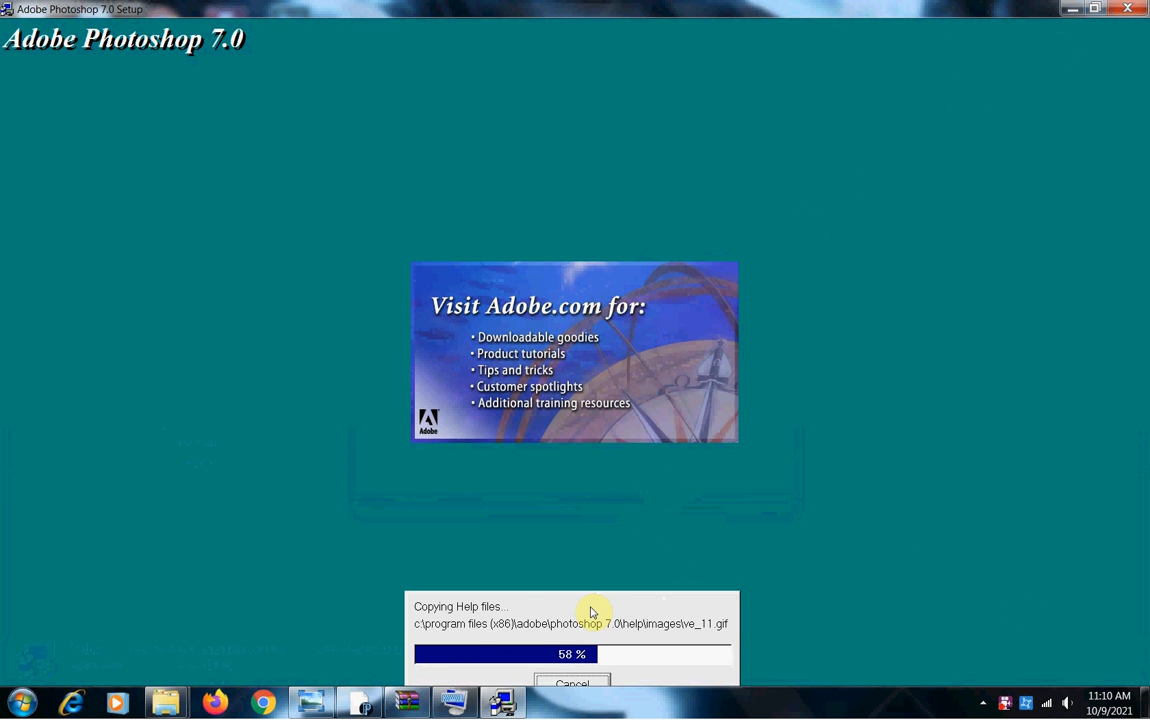 Adobe Photoshop 7.0 Setup
Adobe Photoshop 7.0
Visit Adobe.com for:
• Downloadable goodies
• Product tutorials
• Tips and tricks
• Customer spotlights
• Additional training resources
Adobe
Copying Help files...
c:\program files (x86)\adobe\photoshop 7.0\help\images\ve_11.gif
58 %
Cancel
11:10 AM
10/9/2021